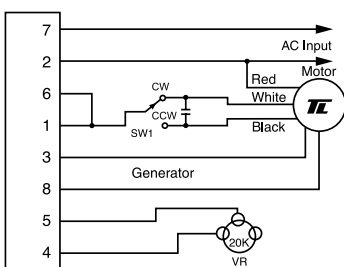 7
AC Input
2
Motor
Red
6
CW
White
CCW
TL
1
SW1
Black
3
Generator
8
5
20K
4
VR